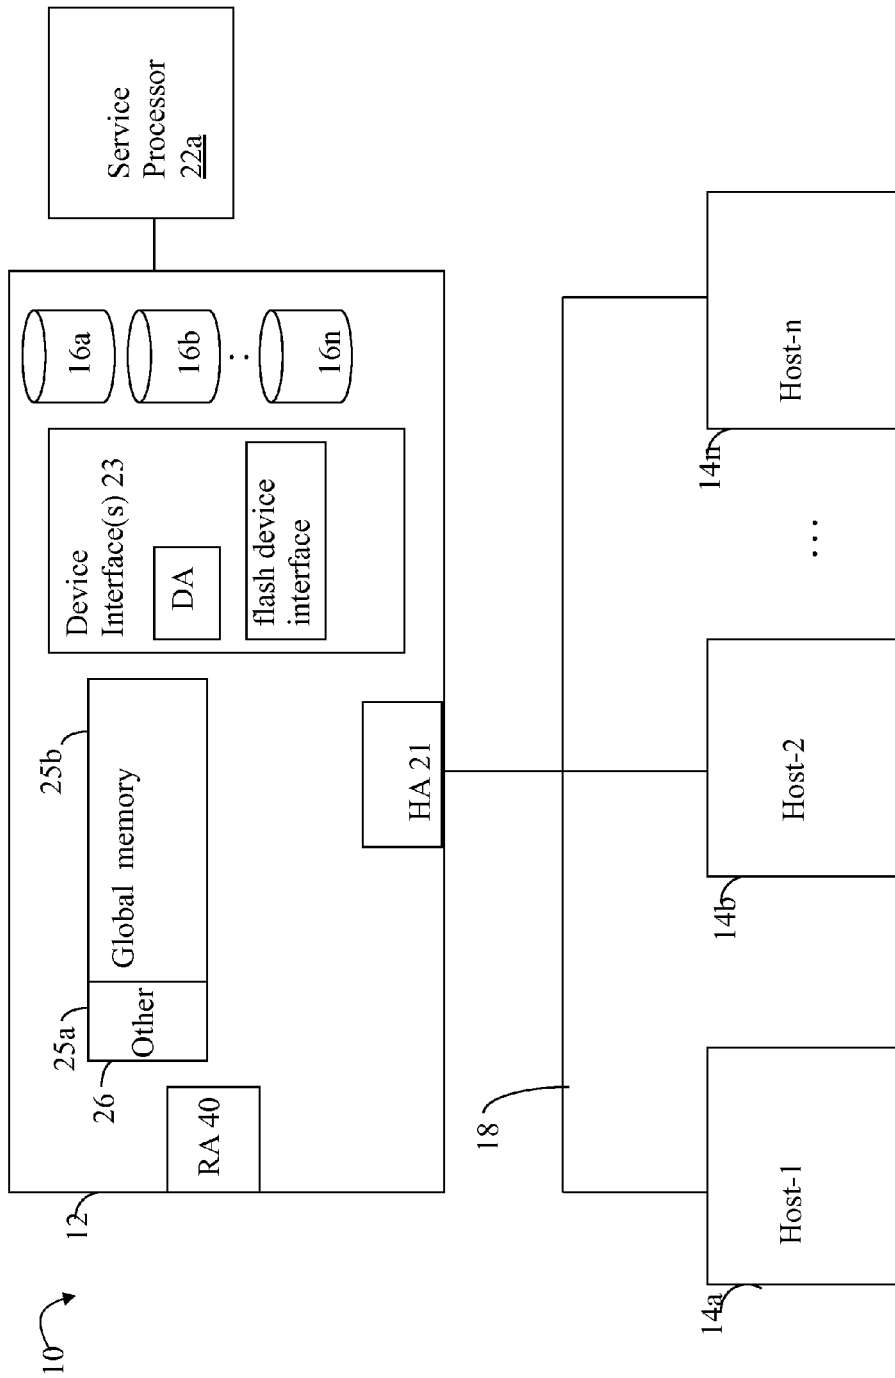 10
12
26
25a
25b
Other
Global memory
RA 40
HA 21
Device
Interface(s) 23
DA
flash device
interface
16a
16b
..
16n
Service
Processor
22a
18
14a
Host-1
14b
Host-2
...
14n
Host-n